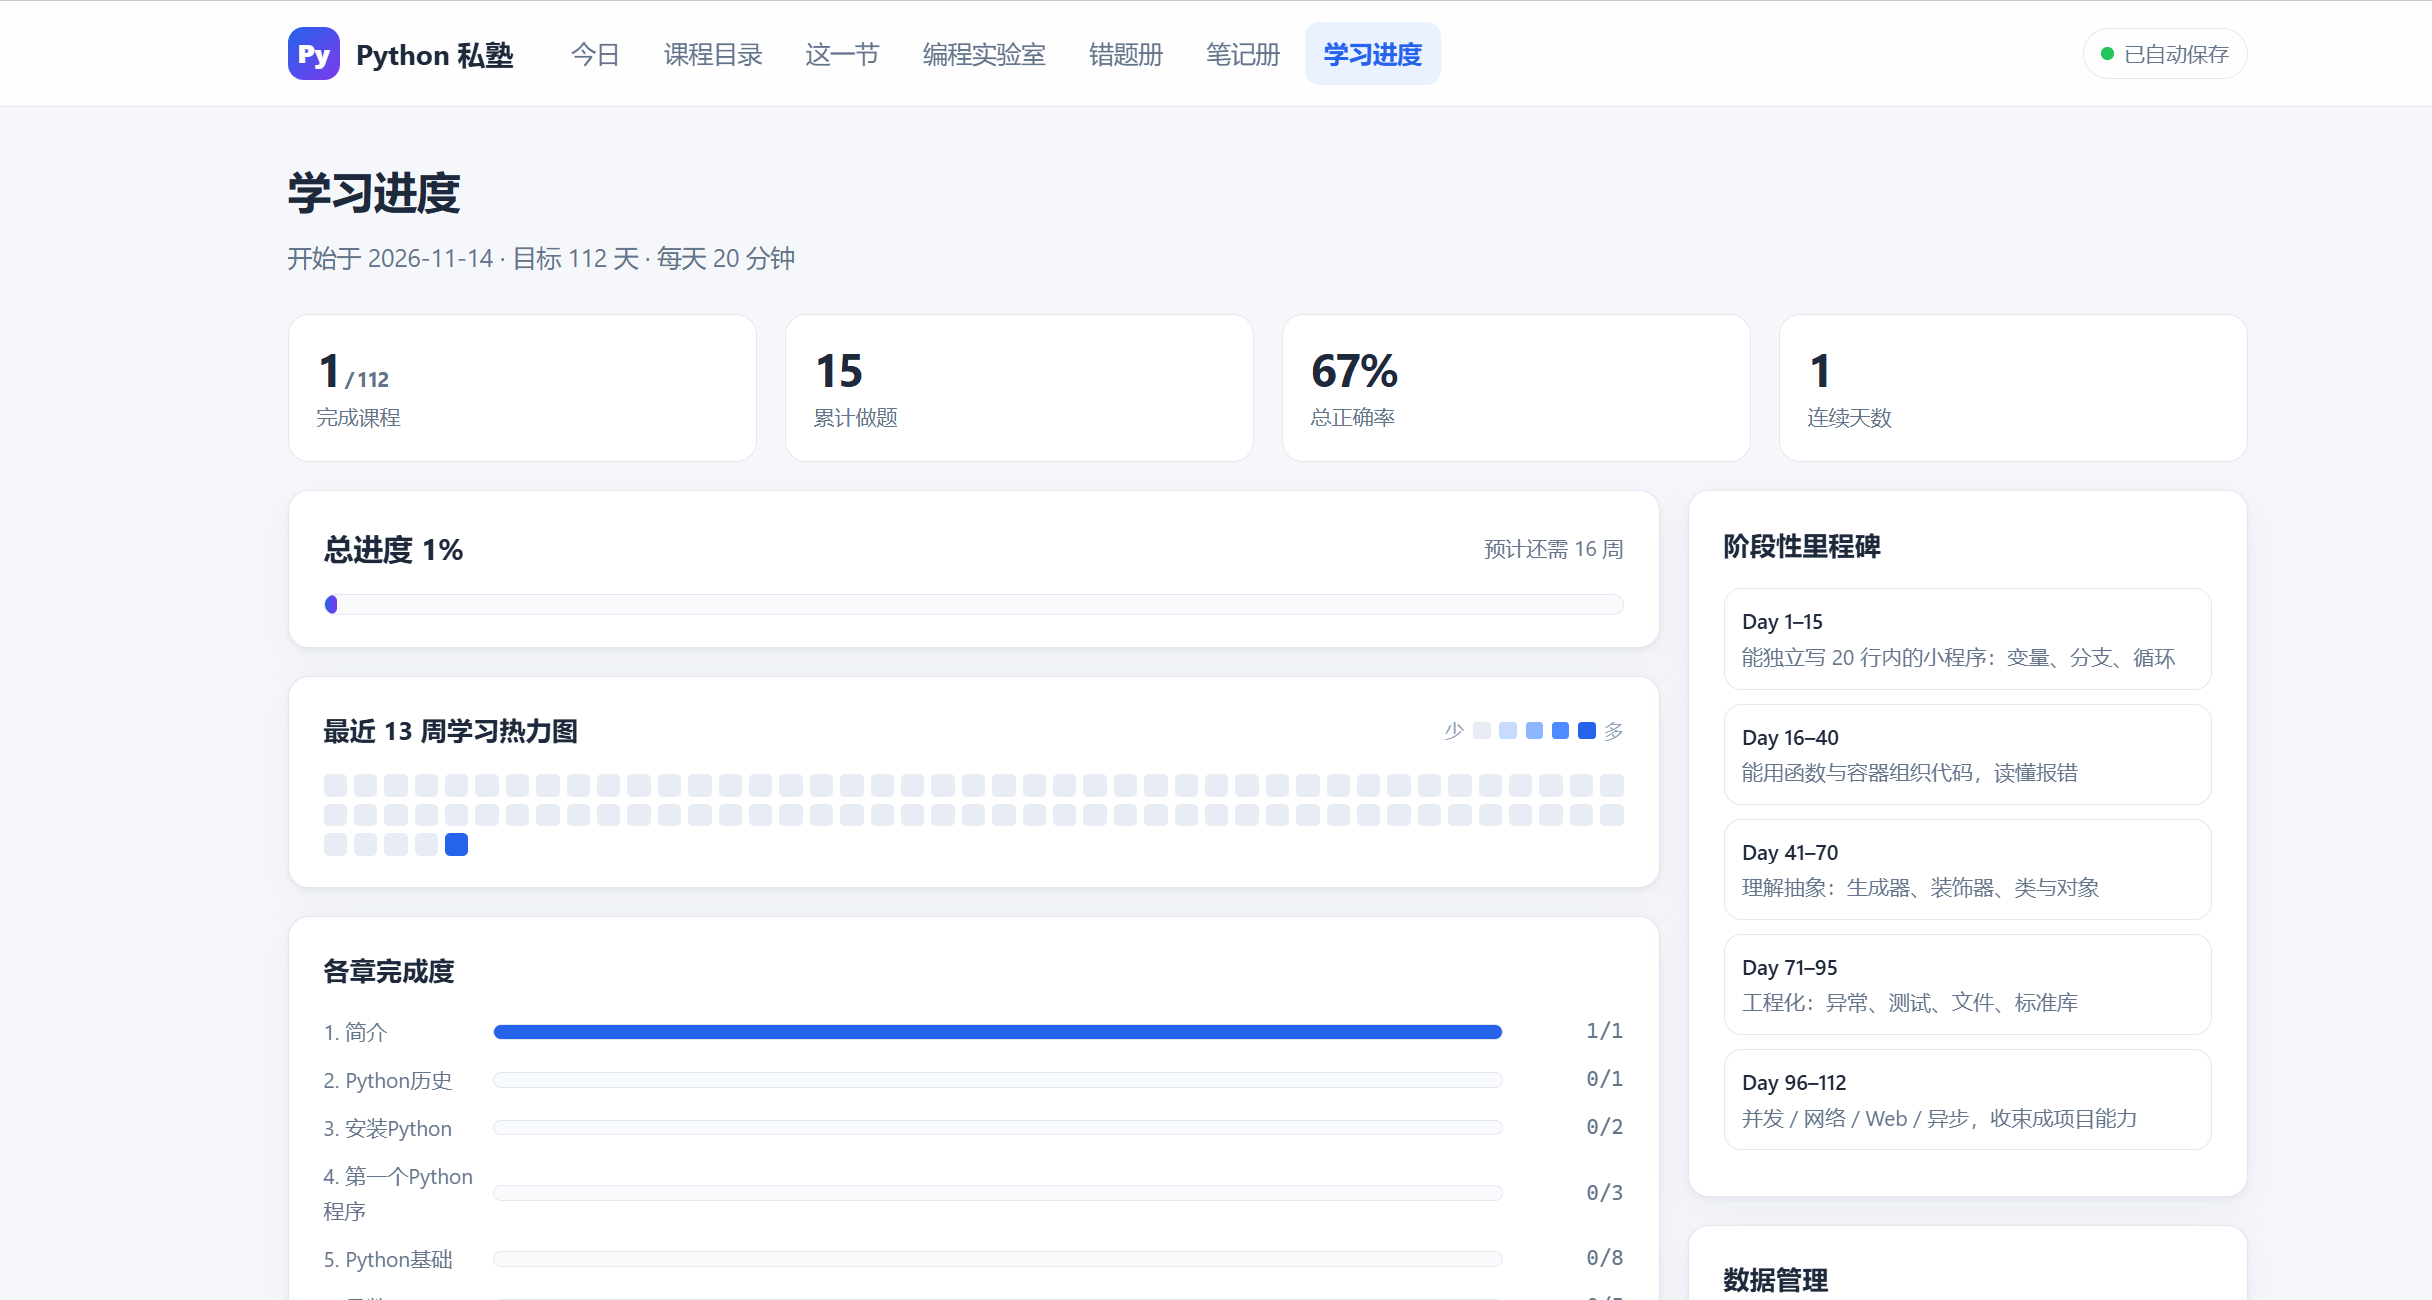 Py
Python 私塾
今日
课程目录
这一节
编程实验室
错题册
笔记册
学习进度
已自动保存
学习进度
开始于 2026-11-14 · 目标 112 天 · 每天 20 分钟
1 / 112
完成课程
15
累计做题
67%
总正确率
1
连续天数
总进度 1%
预计还需 16 周
最近 13 周学习热力图
少
多
各章完成度
1. 简介
1/1
2. Python历史
0/1
3. 安装Python
0/2
4. 第一个Python
程序
0/3
5. Python基础
0/8
阶段性里程碑
Day 1–15
能独立写 20 行内的小程序：变量、分支、循环
Day 16–40
能用函数与容器组织代码，读懂报错
Day 41–70
理解抽象：生成器、装饰器、类与对象
Day 71–95
工程化：异常、测试、文件、标准库
Day 96–112
并发 / 网络 / Web / 异步，收束成项目能力
数据管理